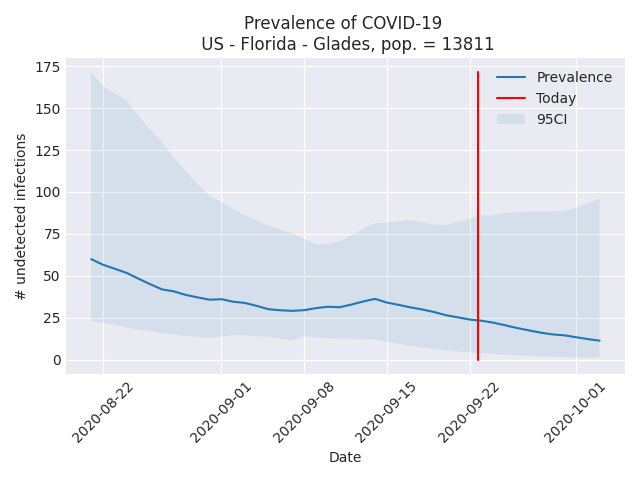 Prevalence of COVID-19
US - Florida - Glades, pop. = 13811
Prevalence
Today
95CI
# undetected infections
175
150
125
100
75
50
25
0
2020-08-22
2020-09-01
2020-09-08
2020-09-15
2020-09-22
2020-10-01
Date